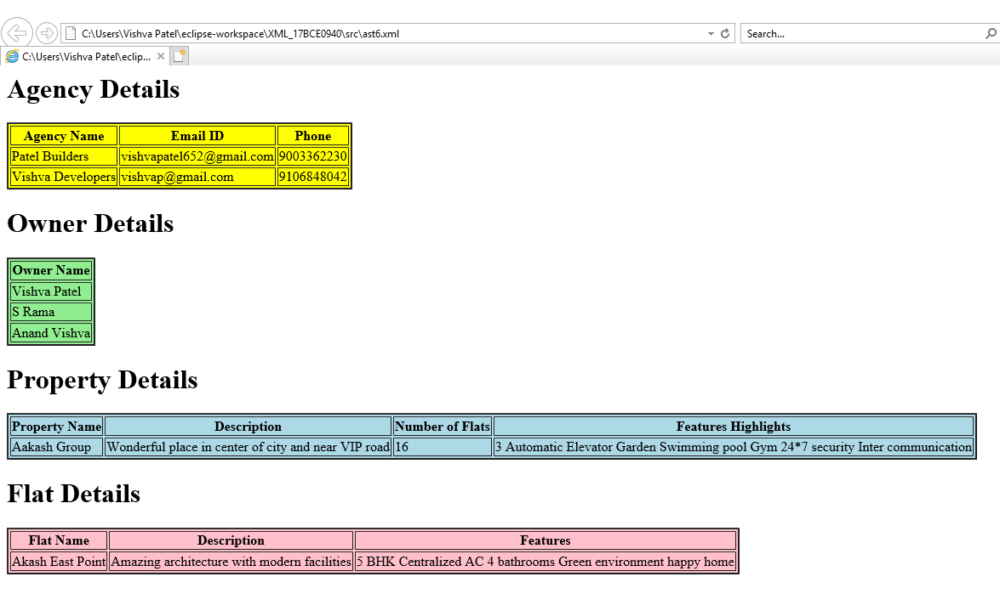 C:\Users\Vishva Patel\eclipse-workspace\XML_17BCE0940\src\ast6.xml
Search...
C:\Users\Vishva Patel\eclip...
Agency Details
Agency Name Email ID Phone
Patel Builders vishvapatel652@gmail.com 9003362230
Vishva Developers vishvap@gmail.com 9106848042
Owner Details
Owner Name
Vishva Patel
S Rama
Anand Vishva
Property Details
Property Name Description Number of Flats Features Highlights
Aakash Group Wonderful place in center of city and near VIP road 16 3 Automatic Elevator Garden Swimming pool Gym 24*7 security Inter communication
Flat Details
Flat Name Description Features
Akash East Point Amazing architecture with modern facilities 5 BHK Centralized AC 4 bathrooms Green environment happy home